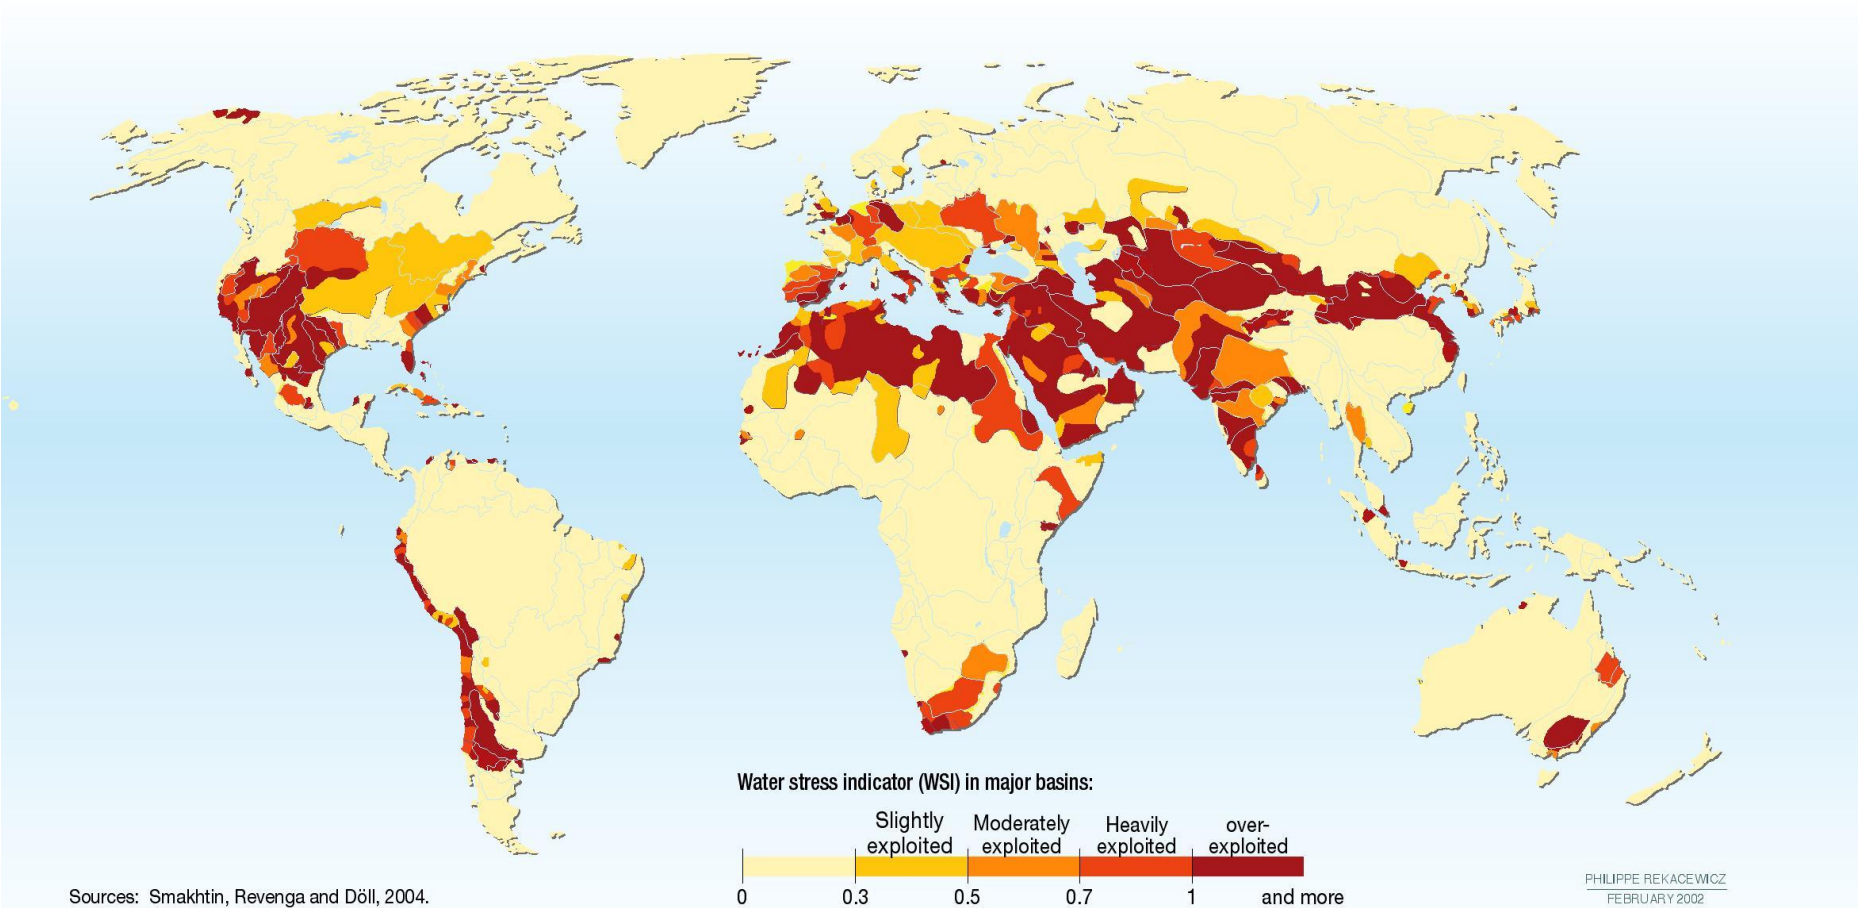 Water stress indicator (WSI) in major basins:
Slightly exploited
Moderately exploited
Heavily exploited
over-exploited
0 0.3 0.5 0.7 1 and more
Sources: Smakhtin, Revenga and Döll, 2004.
PHILIPPE REKACEWICZ
FEBRUARY 2002